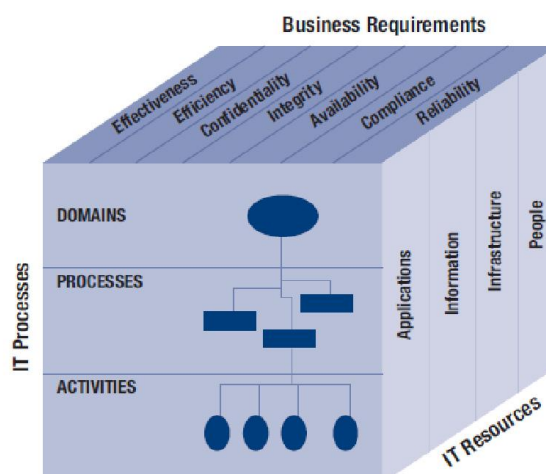 Business Requirements
Effectiveness
Efficiency
Confidentiality
Integrity
Availability
Compliance
Reliability
IT Processes
DOMAINS
PROCESSES
ACTIVITIES
Applications
Information
Infrastructure
People
IT Resources